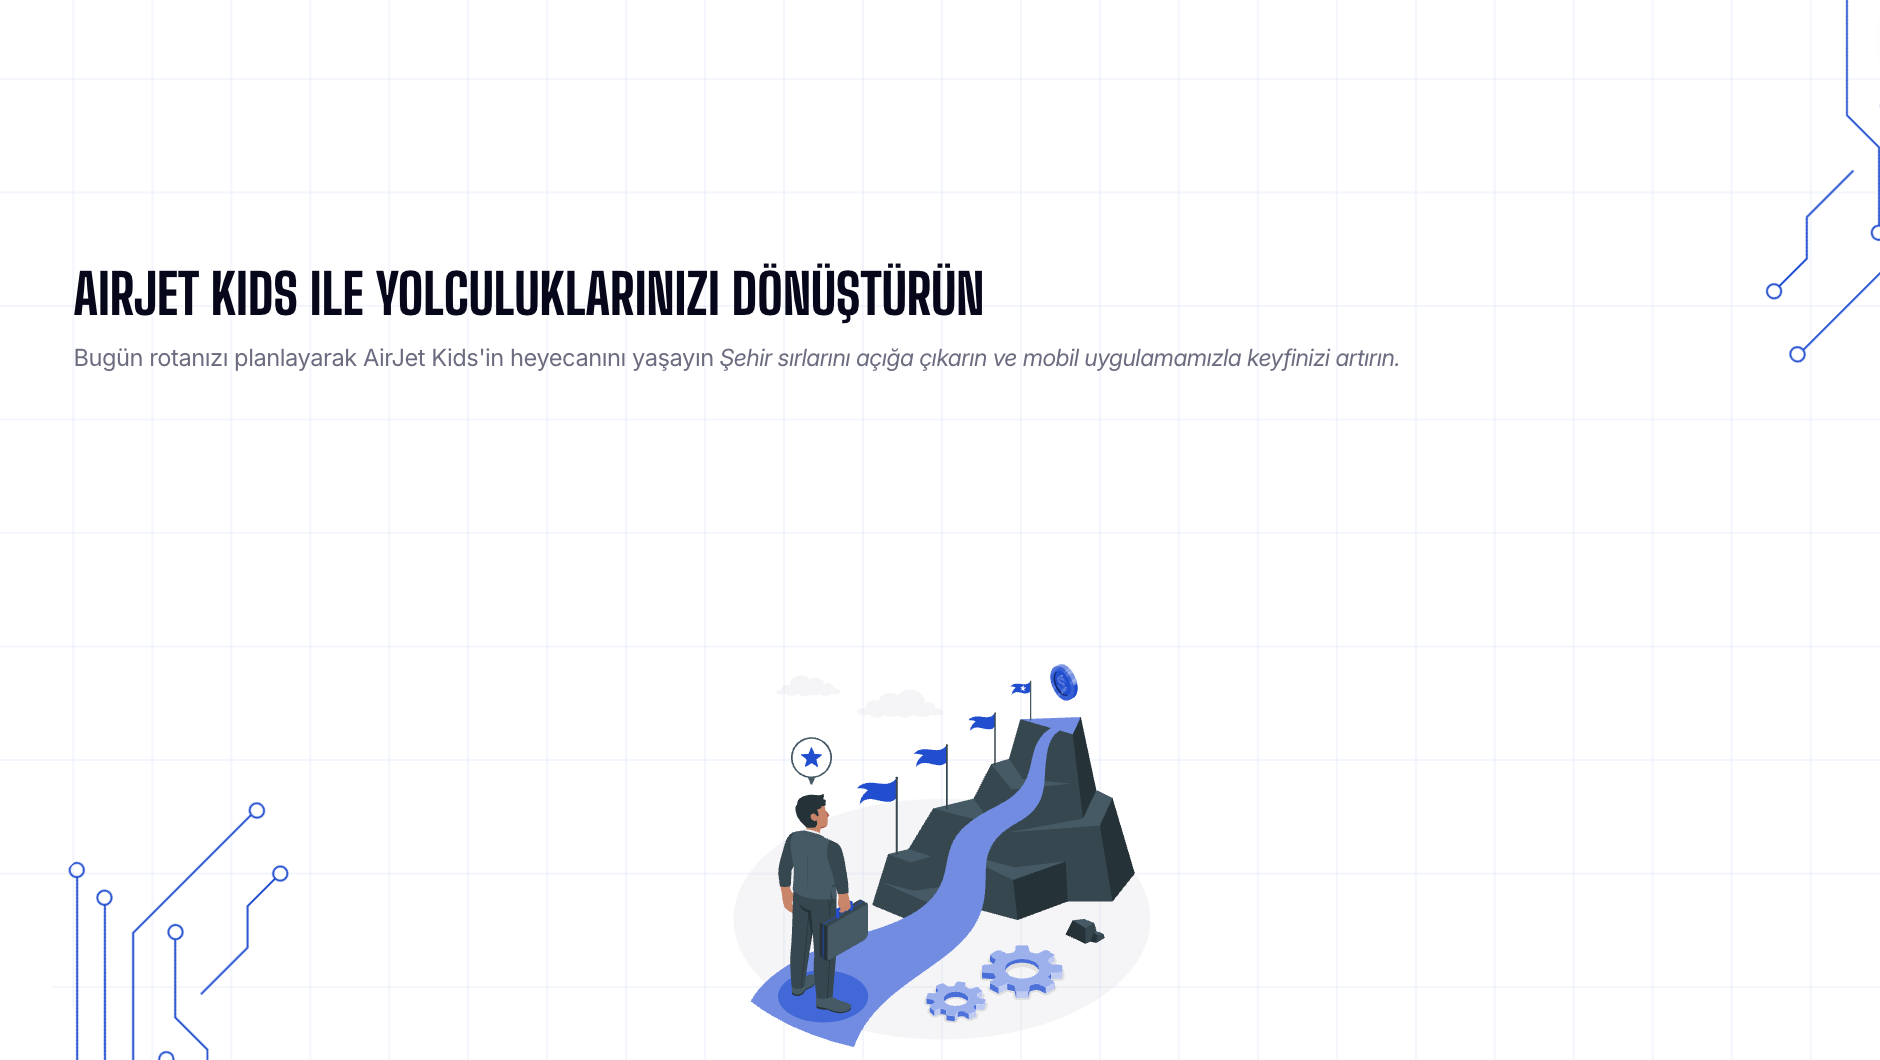 AIRJET KIDS ILE YOLCULUKLARINIZI DÖNÜŞTÜRÜN
Bugün rotanızı planlayarak AirJet Kids'in heyecanını yaşayın Şehir sırlarını açığa çıkarın ve mobil uygulamamızla keyfinizi artırın.